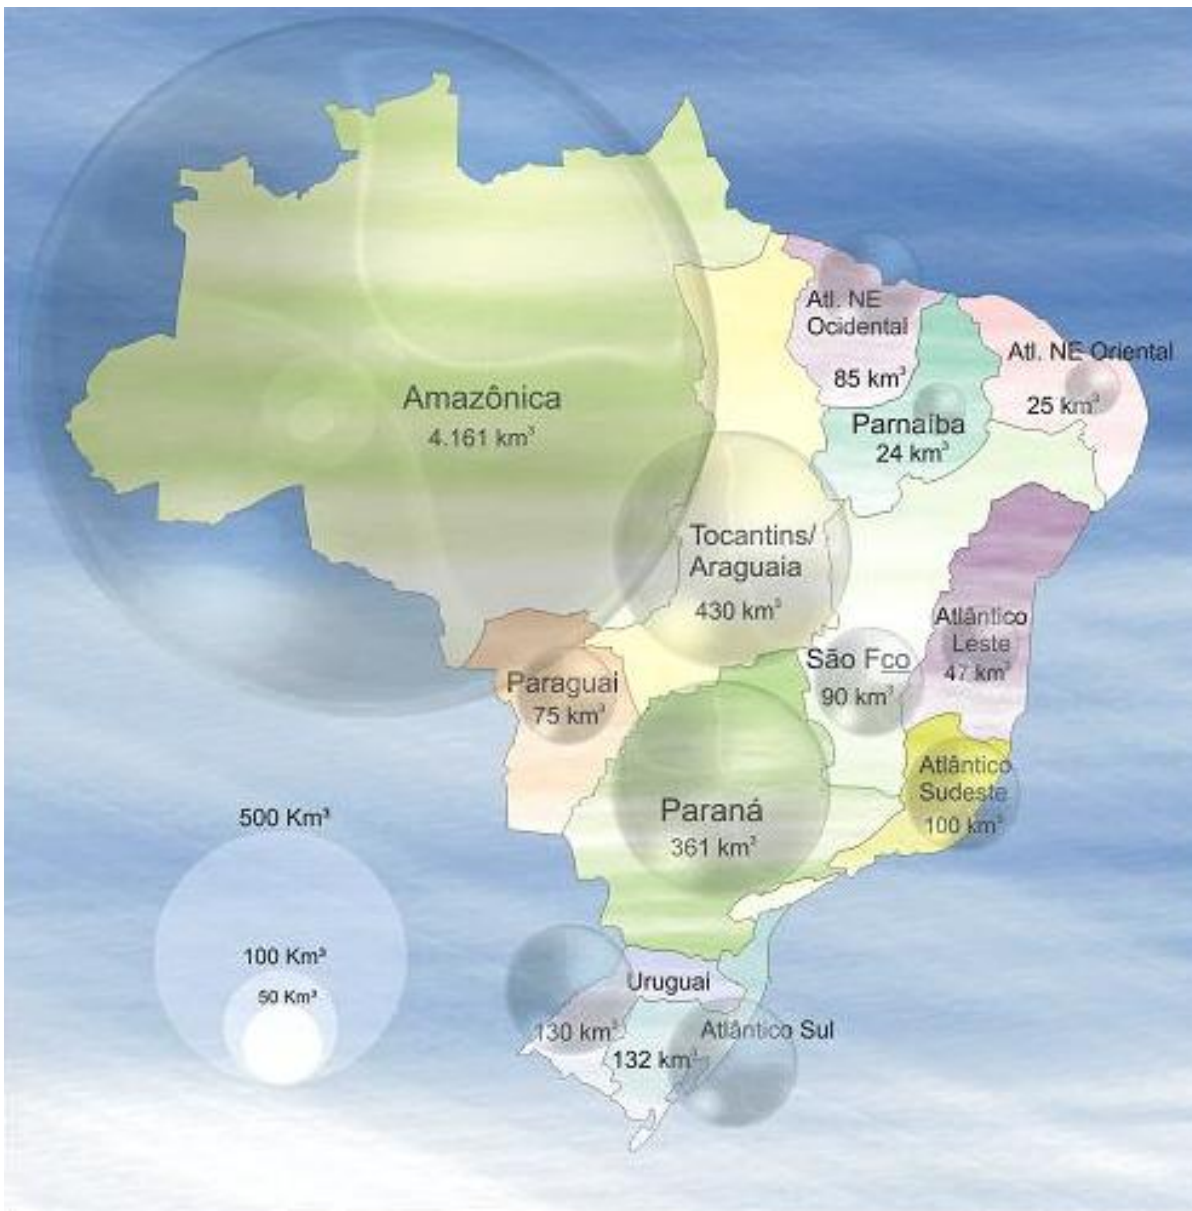 Atl. NE
Ocidental
85 km³
Atl. NE Oriental
25 km³
Amazônica
4.161 km³
Parnaíba
24 km³
Tocantins/
Araguaia
430 km³
Atlântico
Leste
47 km³
São Fco
90 km³
Paraguai
75 km³
Atlântico
Sudeste
100 km³
Paraná
361 km³
500 Km³
100 Km³
50 Km³
Uruguai
130 km³
Atlântico Sul
132 km³